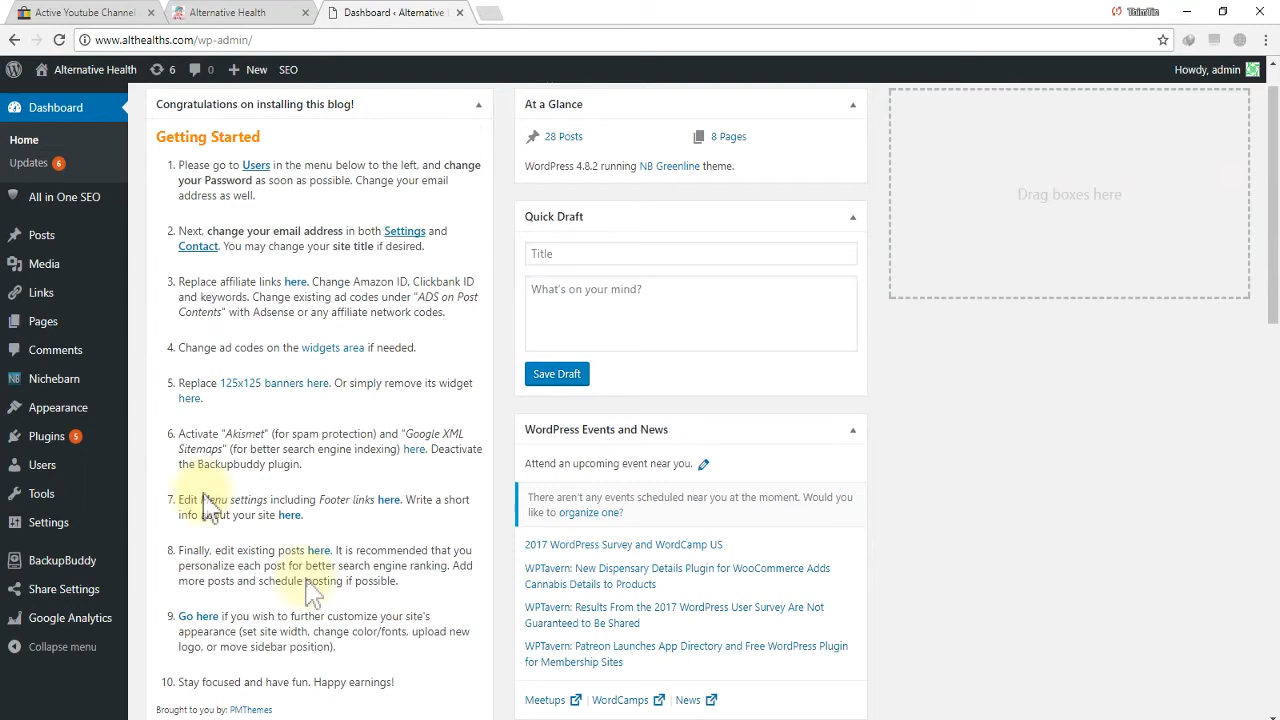 Active Youtube Channel
Alternative Health
Dashboard ‹ Alternative
ThimTin
www.althealths.com/wp-admin/
Alternative Health
6
0
New
SEO
Howdy, admin
Dashboard
Home
Updates 6
All in One SEO
Posts
Media
Links
Pages
Comments
Nichebarn
Appearance
Plugins 5
Users
Tools
Settings
BackupBuddy
Share Settings
Google Analytics
Collapse menu
Congratulations on installing this blog!
Getting Started
1. Please go to Users in the menu below to the left, and change
your Password as soon as possible. Change your email
address as well.
2. Next, change your email address in both Settings and
Contact. You may change your site title if desired.
3. Replace affiliate links here. Change Amazon ID, Clickbank ID
and keywords. Change existing ad codes under "ADS on Post
Contents" with Adsense or any affiliate network codes.
4. Change ad codes on the widgets area if needed.
5. Replace 125x125 banners here. Or simply remove its widget
here.
6. Activate "Akismet" (for spam protection) and "Google XML
Sitemaps" (for better search engine indexing) here. Deactivate
the Backupbuddy plugin.
7. Edit Menu settings including Footer links here. Write a short
info about your site here.
8. Finally, edit existing posts here. It is recommended that you
personalize each post for better search engine ranking. Add
more posts and schedule posting if possible.
9. Go here if you wish to further customize your site's
appearance (set site width, change color/fonts, upload new
logo, or move sidebar position).
10. Stay focused and have fun. Happy earnings!
Brought to you by: PMThemes
At a Glance
28 Posts
8 Pages
WordPress 4.8.2 running NB Greenline theme.
Quick Draft
Title
What's on your mind?
Save Draft
WordPress Events and News
Attend an upcoming event near you.
There aren't any events scheduled near you at the moment. Would you
like to organize one?
2017 WordPress Survey and WordCamp US
WPTavern: New Dispensary Details Plugin for WooCommerce Adds
Cannabis Details to Products
WPTavern: Results From the 2017 WordPress User Survey Are Not
Guaranteed to Be Shared
WPTavern: Patreon Launches App Directory and Free WordPress Plugin
for Membership Sites
Meetups | WordCamps | News
Drag boxes here